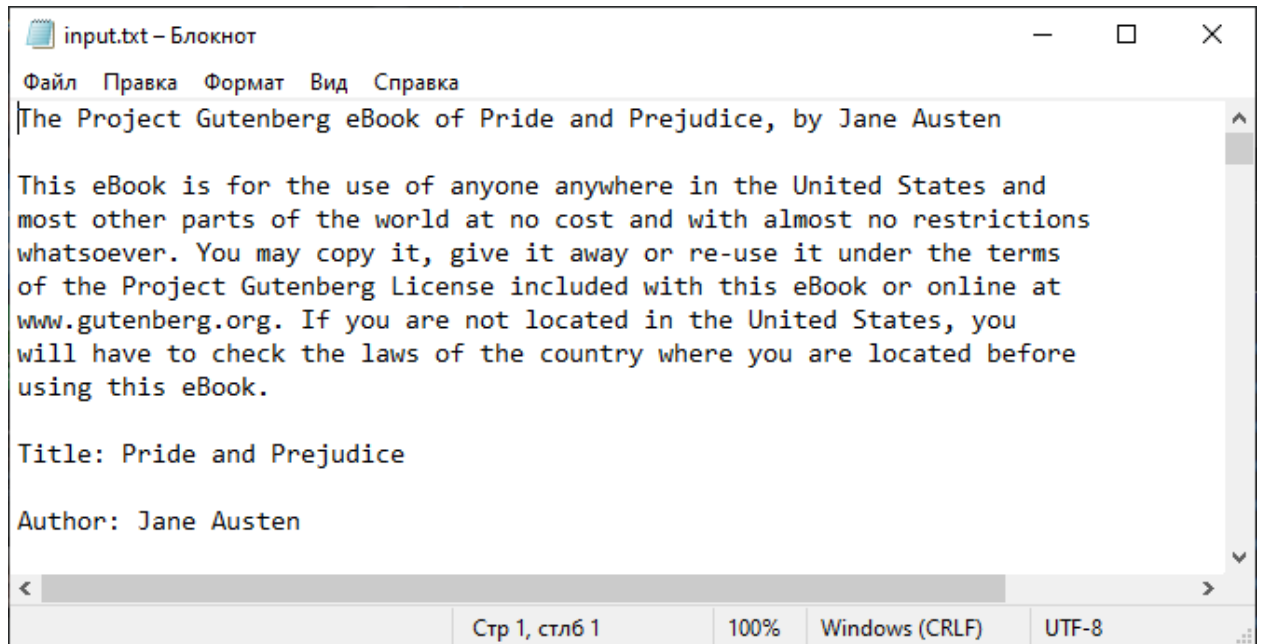 input.txt – Блокнот
Файл Правка Формат Вид Справка
The Project Gutenberg eBook of Pride and Prejudice, by Jane Austen
This eBook is for the use of anyone anywhere in the United States and
most other parts of the world at no cost and with almost no restrictions
whatsoever. You may copy it, give it away or re-use it under the terms
of the Project Gutenberg License included with this eBook or online at
www.gutenberg.org. If you are not located in the United States, you
will have to check the laws of the country where you are located before
using this eBook.
Title: Pride and Prejudice
Author: Jane Austen
Стр 1, стлб 1 100% Windows (CRLF) UTF-8